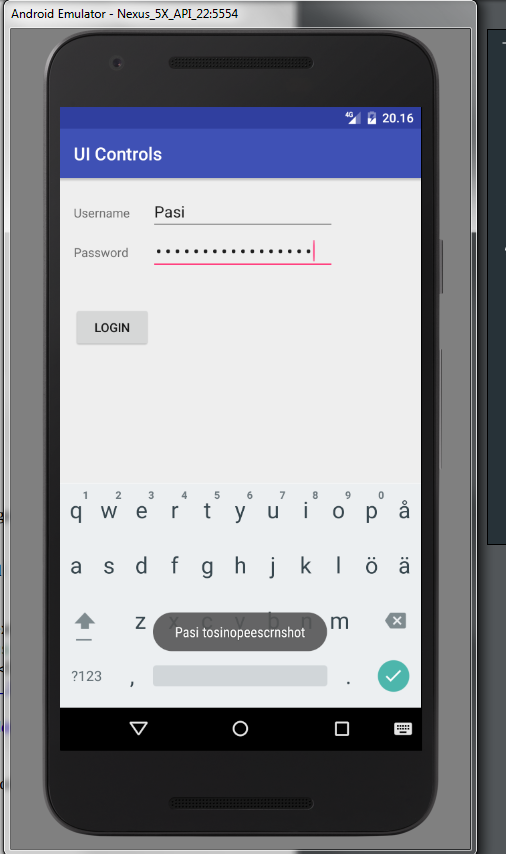 Android Emulator - Nexus_5X_API_22:5554
4G 20.16
UI Controls
Username Pasi
Password •••••••••••••••••
LOGIN
1 2 3 4 5 6 7 8 9 0
q w e r t y u i o p å
a s d f g h j k l ö ä
z x c v b n m
Pasi tosinopeescrnshot
?123 , .